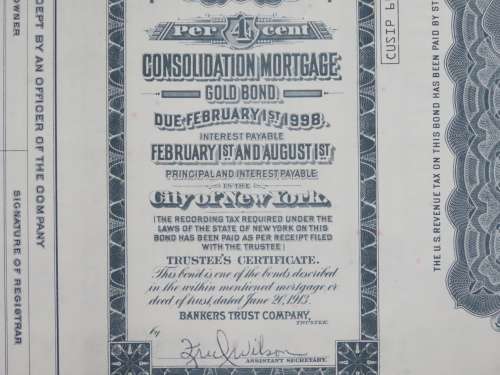 Per 4 cent
CONSOLIDATION MORTGAGE
GOLD BOND.
DUE FEBRUARY 1ST 1998.
INTEREST PAYABLE
FEBRUARY 1ST AND AUGUST 1ST
PRINCIPAL AND INTEREST PAYABLE
IN THE
City of New York.
(THE RECORDING TAX REQUIRED UNDER THE
LAWS OF THE STATE OF NEW YORK ON THIS
BOND HAS BEEN PAID AS PER RECEIPT FILED
WITH THE TRUSTEE)
TRUSTEE'S CERTIFICATE.
This bond is one of the bonds described
in the within mentioned mortgage or
deed of trust, dated June 20, 1913.
BANKERS TRUST COMPANY,
TRUSTEE.
by
Fred Wilson
ASSISTANT SECRETARY.
OWNER
CEPT BY AN OFFICER OF THE COMPANY
SIGNATURE OF REGISTRAR
CUSIP
THE U.S. REVENUE TAX ON THIS BOND HAS BEEN PAID BY